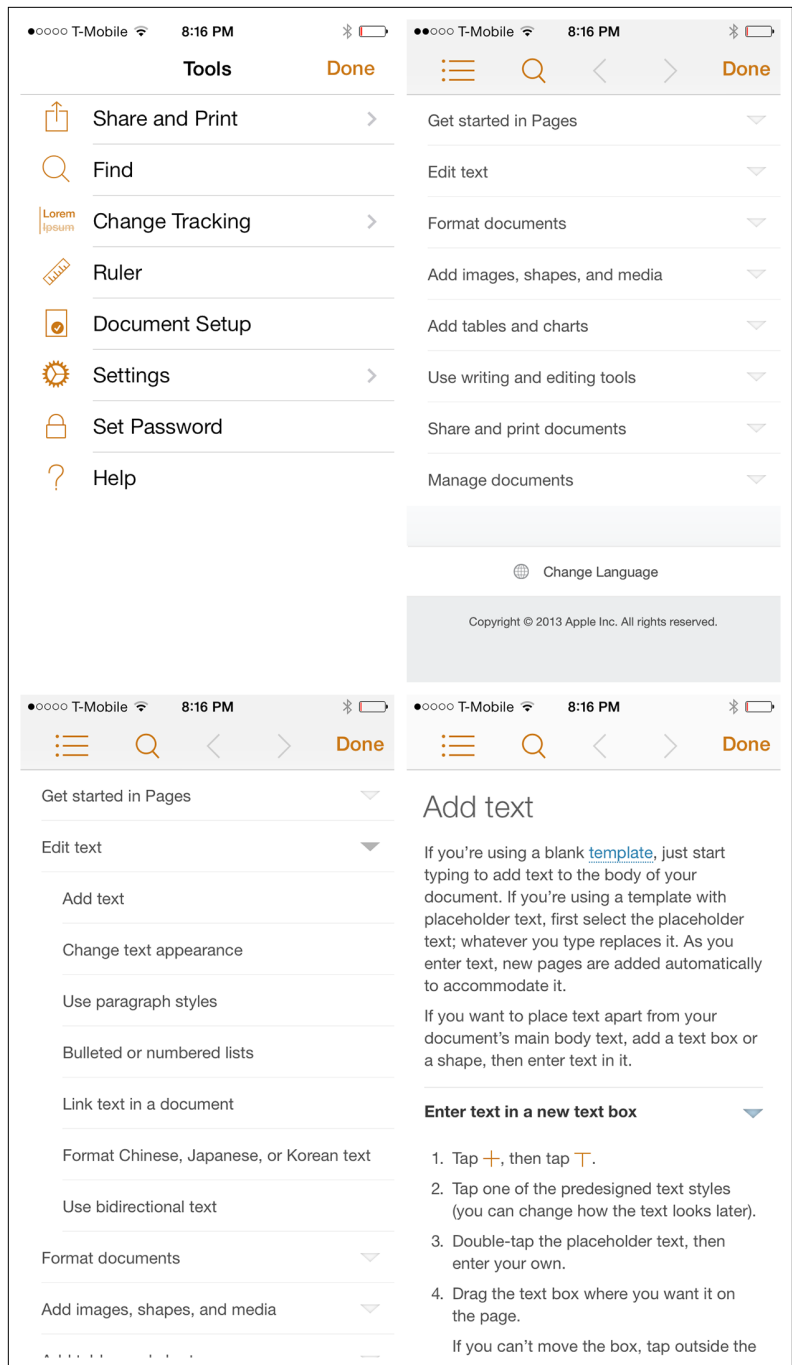 T-Mobile 8:16 PM
Tools Done
Share and Print
Find
Lorem
Ipsum
Change Tracking
Ruler
Document Setup
Settings
Set Password
Help
T-Mobile 8:16 PM
Done
Get started in Pages
Edit text
Format documents
Add images, shapes, and media
Add tables and charts
Use writing and editing tools
Share and print documents
Manage documents
Change Language
Copyright © 2013 Apple Inc. All rights reserved.
T-Mobile 8:16 PM
Done
Get started in Pages
Edit text
Add text
Change text appearance
Use paragraph styles
Bulleted or numbered lists
Link text in a document
Format Chinese, Japanese, or Korean text
Use bidirectional text
Format documents
Add images, shapes, and media
T-Mobile 8:16 PM
Done
Add text
If you’re using a blank template, just start
typing to add text to the body of your
document. If you’re using a template with
placeholder text, first select the placeholder
text; whatever you type replaces it. As you
enter text, new pages are added automatically
to accommodate it.
If you want to place text apart from your
document’s main body text, add a text box or
a shape, then enter text in it.
Enter text in a new text box
1. Tap +, then tap T.
2. Tap one of the predesigned text styles
(you can change how the text looks later).
3. Double-tap the placeholder text, then
enter your own.
4. Drag the text box where you want it on
the page.
If you can’t move the box, tap outside the